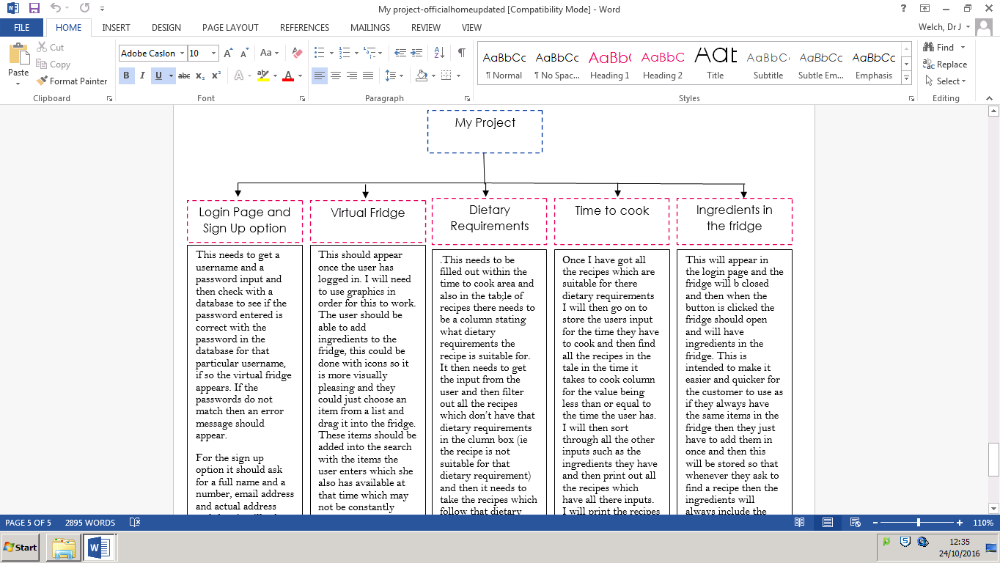 My project-officialhomeupdated [Compatibility Mode] - Word
FILE HOME INSERT DESIGN PAGE LAYOUT REFERENCES MAILINGS REVIEW VIEW Welch, Dr J
Paste
Cut
Copy
Format Painter
Clipboard
Adobe Caslon 10
Font
Paragraph
AaBbCc AaBbCc AaBb( AaBbCc Aat AaBbC AaBbCc AaBbCc
¶ Normal ¶ No Spac... Heading 1 Heading 2 Title Subtitle Subtle Em... Emphasis
Styles
Find
Replace
Select
Editing
My Project
Login Page and
Sign Up option
This needs to get a
username and a
password input and
then check with a
database to see if the
password entered is
correct with the
password in the
database for that
particular username,
if so the virtual fridge
appears. If the
passwords do not
match then an error
message should
appear.
For the sign up
option it should ask
for a full name and a
number, email address
and actual address
Virtual Fridge
This should appear
once the user has
logged in. I will need
to use graphics in
order for this to work.
The user should be
able to add
ingredients to the
fridge, this could be
done with icons so it
is more visually
pleasing and they
could just choose an
item from a list and
drag it into the fridge.
These items should be
added into the search
with the items the
user enters which she
also has available at
that time which may
not be constantly
Dietary
Requirements
.This needs to be
filled out within the
time to cook area and
also in the tab;le of
recipes there needs to
be a column stating
what dietary
requirements the
recipe is suitable for.
It then needs to get
the input from the
user and then filter
out all the recipes
which don't have that
dietary requirements
in the clumn box (ie
the recipe is not
suitable for that
dietary requirement)
and then it needs to
take the recipes which
follow that dietary
Time to cook
Once I have got all
the recipes which are
suitable for there
dietary requirements
I will then go on to
store the users input
for the time they have
to cook and then find
all the recipes in the
tale in the time it
takes to cook column
for the value being
less than or equal to
the time the user has.
I will then sort
through all the other
inputs such as the
ingredients they have
and then print out all
the recipes which
have all there inputs.
I will print the recipes
Ingredients in
the fridge
This will appear in
the login page and the
fridge will b closed
and then when the
button is clicked the
fridge should open
and will have
ingredients in the
fridge. This is
intended to make it
easier and quicker for
the customer to use as
if they always have
the same items in the
fridge then they just
have to add them in
once and then this
will be stored so that
whenever they ask to
find a recipe then the
ingredients will
always include the
PAGE 5 OF 5 2895 WORDS 110%
Start 12:35
24/10/2016